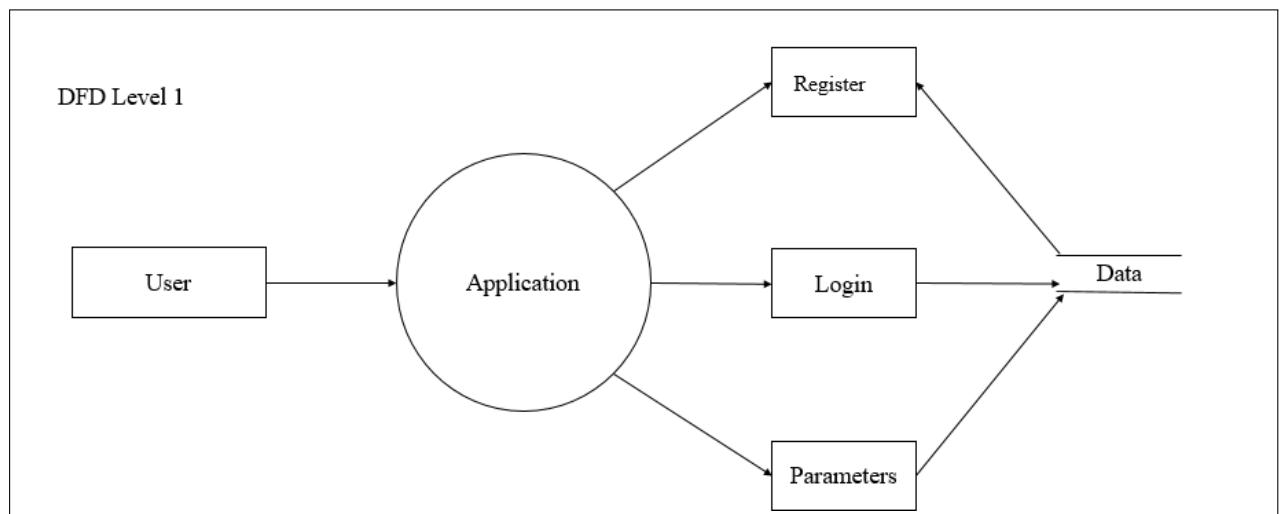 DFD Level 1
Register
User
Application
Login
Data
Parameters